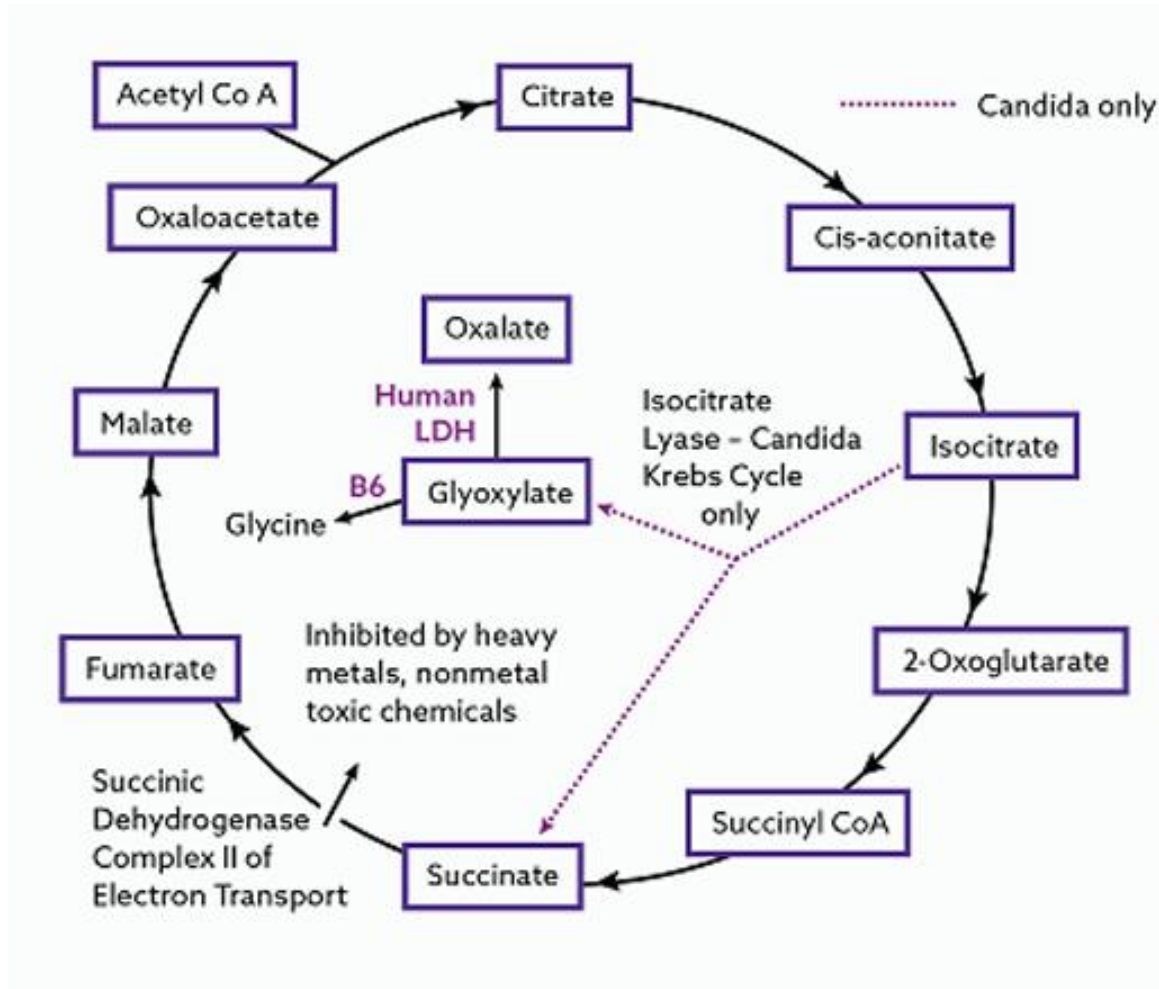 Acetyl Co A
Citrate
Candida only
Oxaloacetate
Cis-aconitate
Oxalate
Human
LDH
Isocitrate
Lyase – Candida
Krebs Cycle
only
Malate
Isocitrate
B6
Glyoxylate
Glycine
Inhibited by heavy
metals, nonmetal
toxic chemicals
Fumarate
2-Oxoglutarate
Succinic
Dehydrogenase
Complex II of
Electron Transport
Succinyl CoA
Succinate